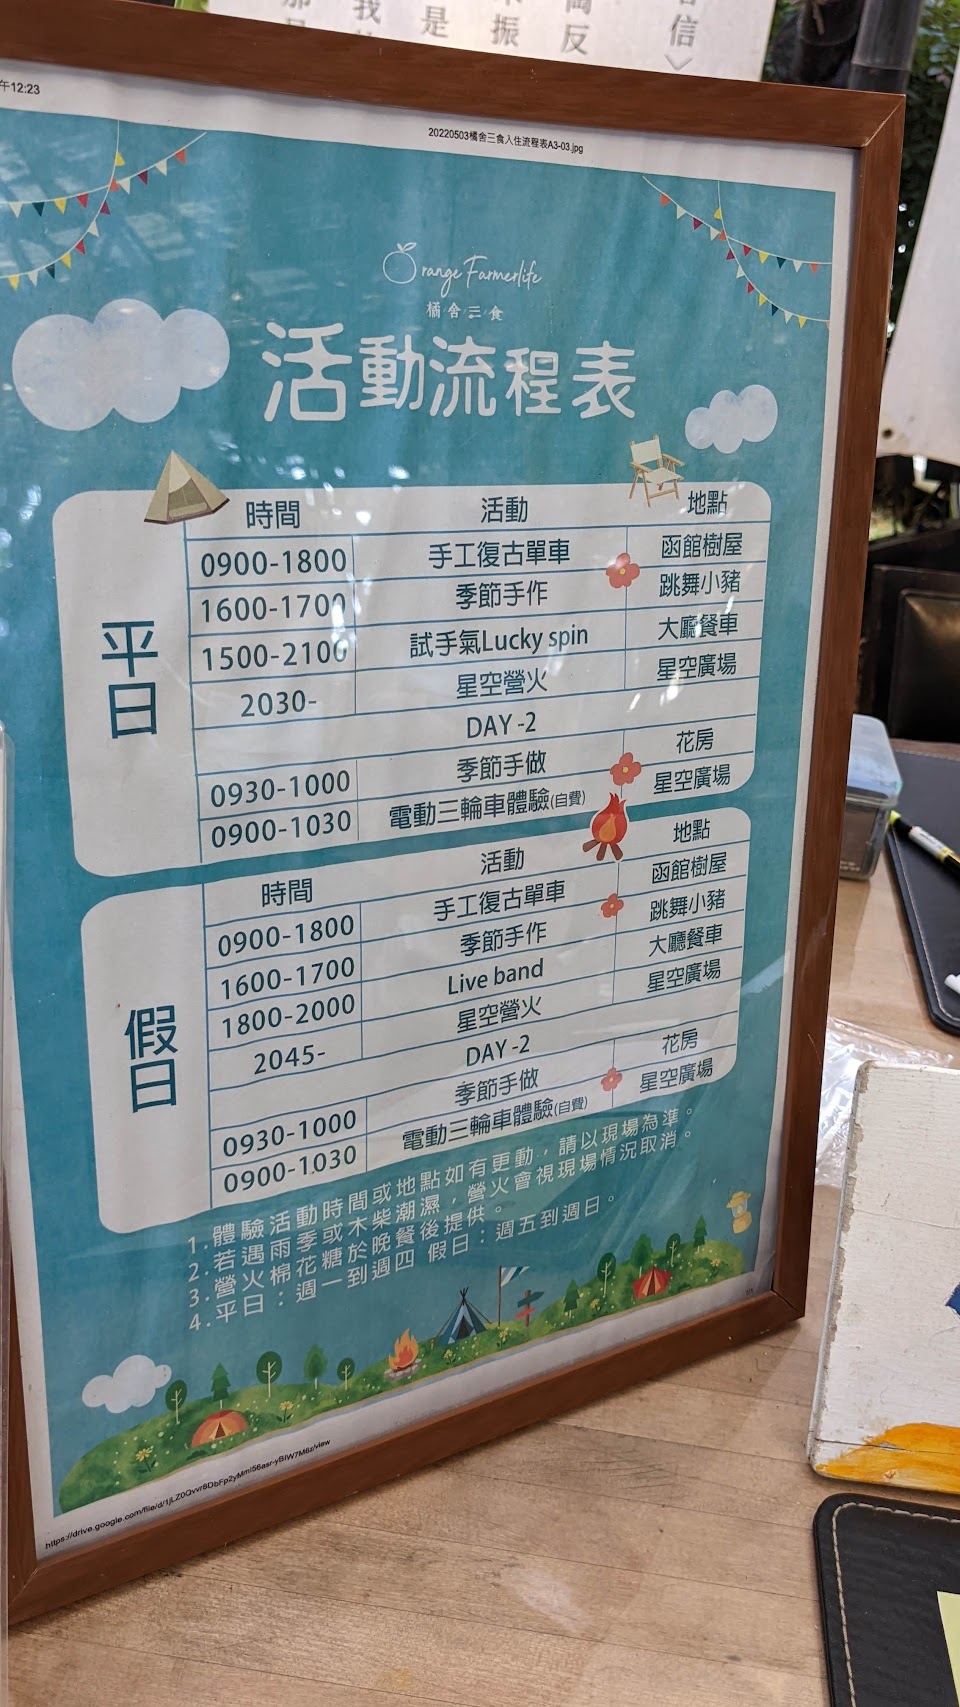 信〉
反
振
是
我
午12:23
20220503橘舍三食入住流程表A3-03.jpg
Orange Farmerlife
橘舍三食
活動流程表
平日
時間 活動 地點
0900-1800 手工復古單車 函館樹屋
1600-1700 季節手作 跳舞小豬
1500-2100 試手氣Lucky spin 大廳餐車
2030- 星空營火 星空廣場
DAY -2
0930-1000 季節手做 花房
0900-1030 電動三輪車體驗(自費) 星空廣場
假日
時間 活動 地點
0900-1800 手工復古單車 函館樹屋
1600-1700 季節手作 跳舞小豬
1800-2000 Live band 大廳餐車
2045- 星空營火 星空廣場
DAY -2
0930-1000 季節手做 花房
0900-1030 電動三輪車體驗(自費) 星空廣場
1.體驗活動時間或地點如有更動，請以現場為準。
2.若遇雨季或木柴潮濕，營火會視現場情況取消。
3.營火棉花糖於晚餐後提供。
4.平日：週一到週四 假日：週五到週日。
1/1